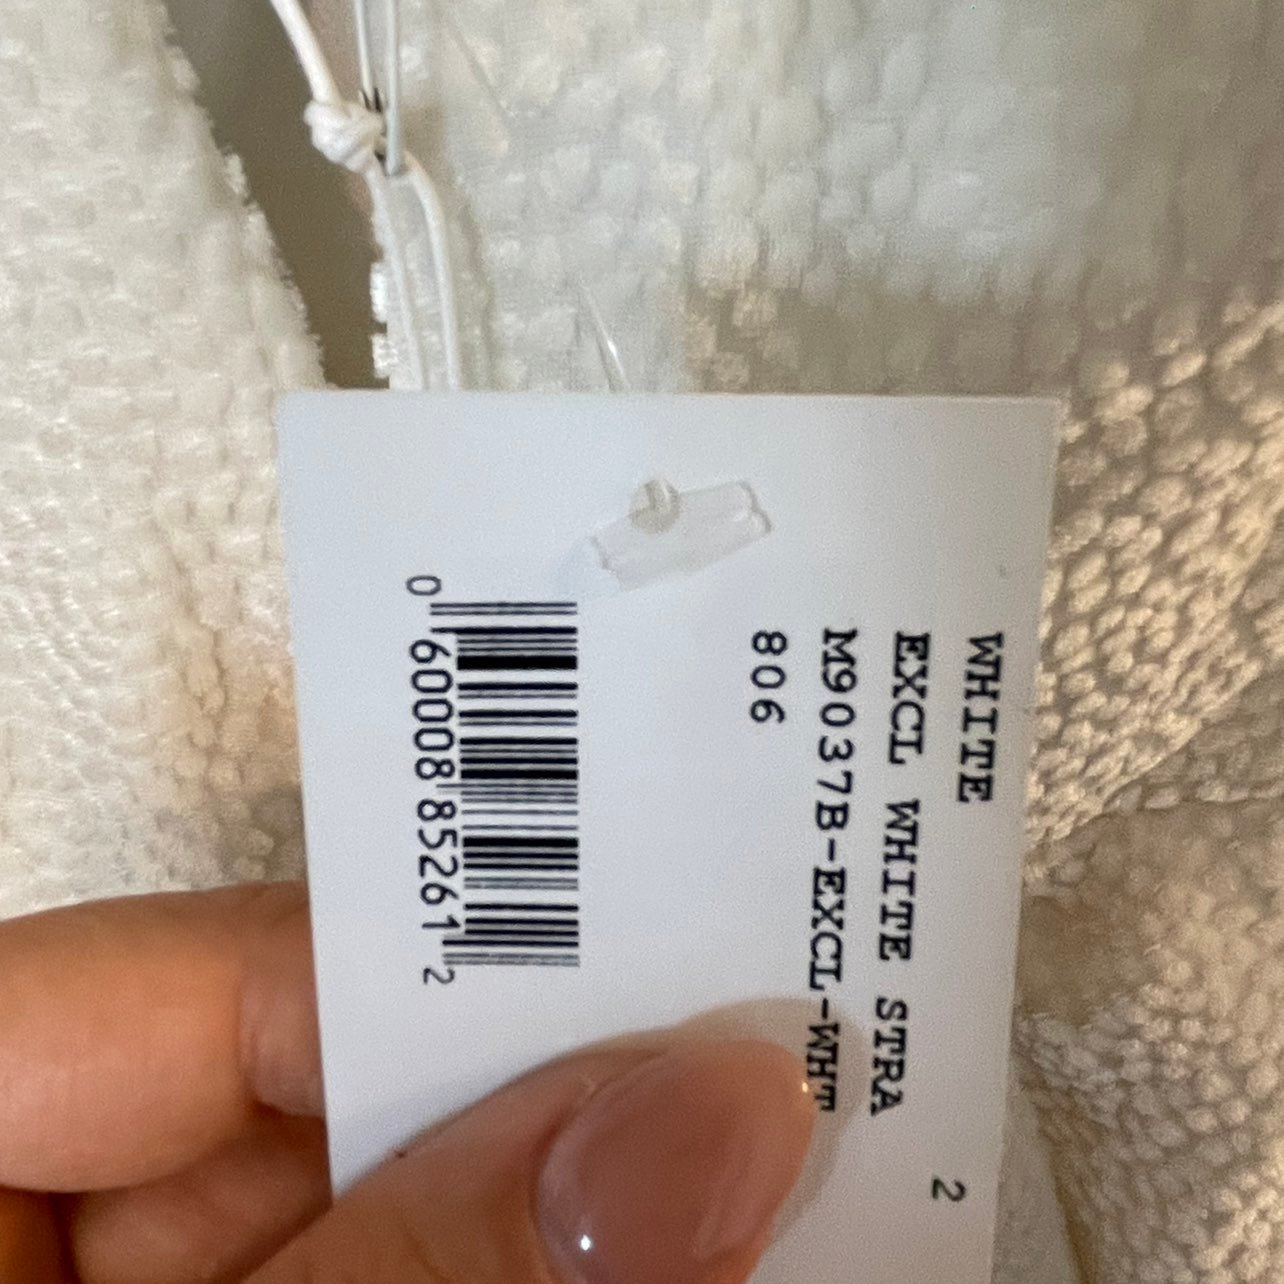 WHITE
EXCL WHITE STRA
2
M9037B-EXCL-WHT
806
0 60008 85261 2